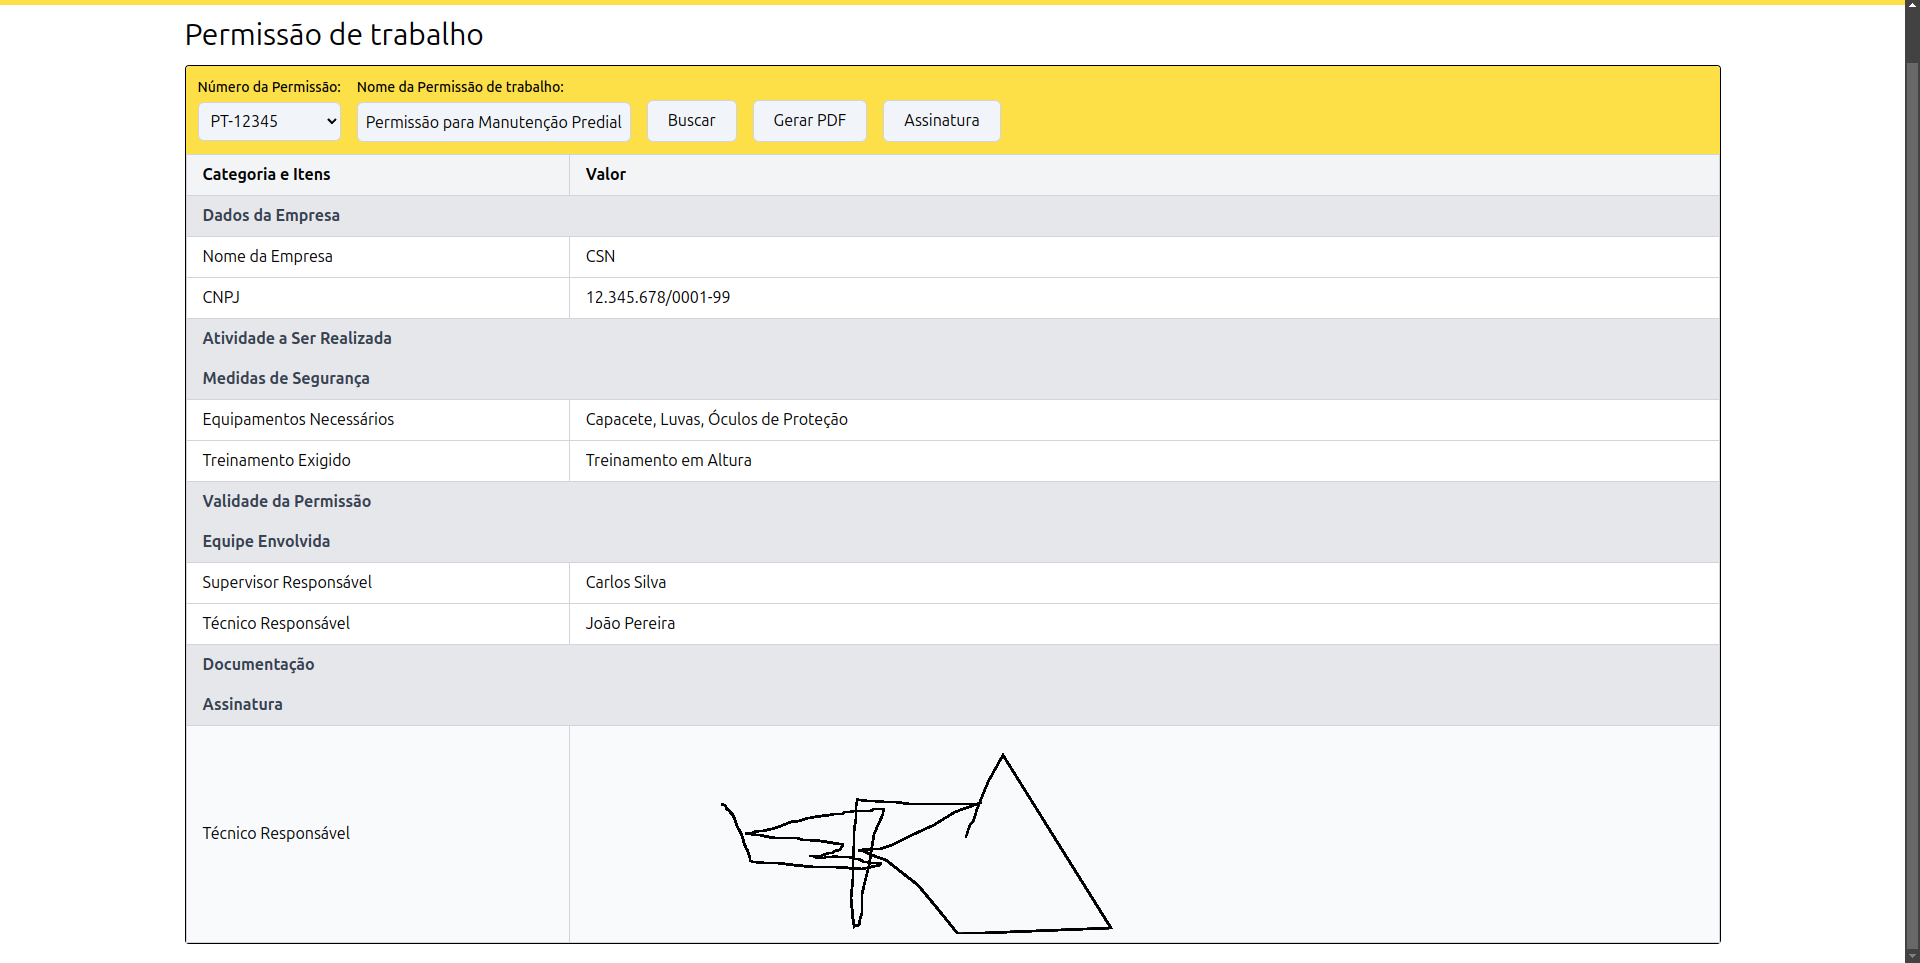 Permissão de trabalho
Número da Permissão: Nome da Permissão de trabalho:
PT-12345 Permissão para Manutenção Predial Buscar Gerar PDF Assinatura
Categoria e Itens Valor
Dados da Empresa
Nome da Empresa CSN
CNPJ 12.345.678/0001-99
Atividade a Ser Realizada
Medidas de Segurança
Equipamentos Necessários Capacete, Luvas, Óculos de Proteção
Treinamento Exigido Treinamento em Altura
Validade da Permissão
Equipe Envolvida
Supervisor Responsável Carlos Silva
Técnico Responsável João Pereira
Documentação
Assinatura
Técnico Responsável